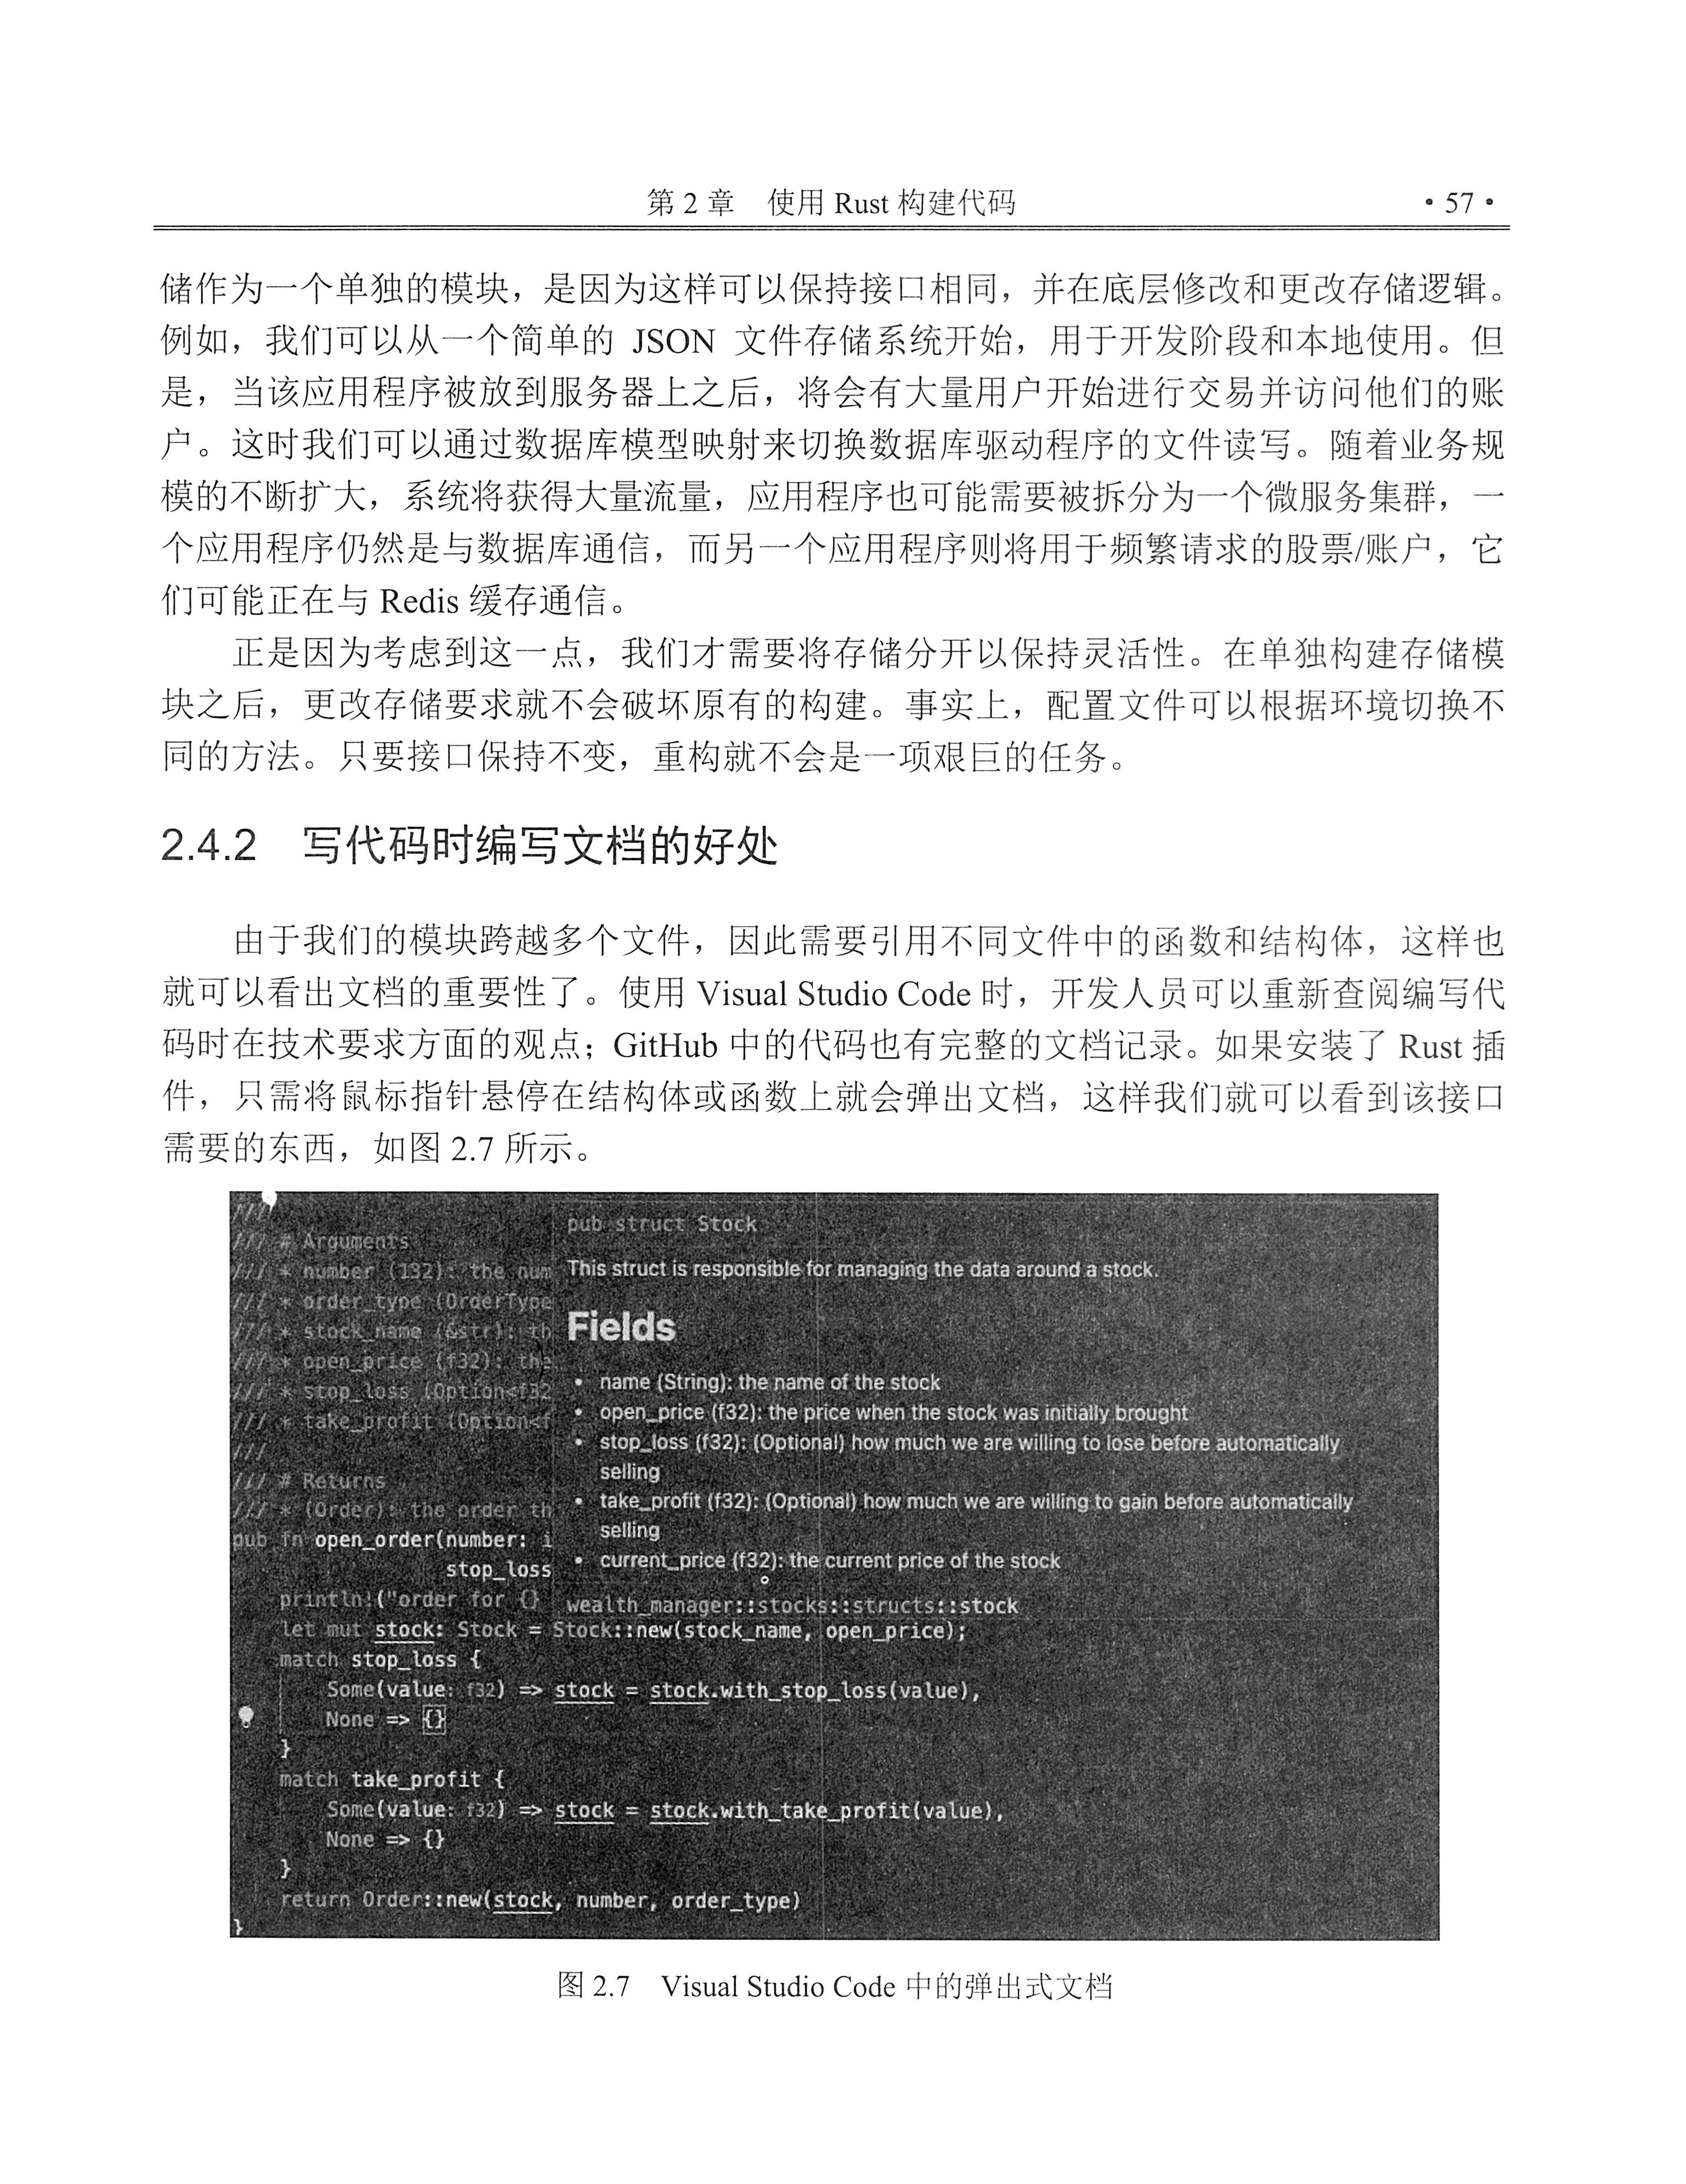 第 2 章　使用 Rust 构建代码　• 57 •
储作为一个单独的模块，是因为这样可以保持接口相同，并在底层修改和更改存储逻辑。
例如，我们可以从一个简单的 JSON 文件存储系统开始，用于开发阶段和本地使用。但
是，当该应用程序被放到服务器上之后，将会有大量用户开始进行交易并访问他们的账
户。这时我们可以通过数据库模型映射来切换数据库驱动程序的文件读写。随着业务规
模的不断扩大，系统将获得大量流量，应用程序也可能需要被拆分为一个微服务集群，一
个应用程序仍然是与数据库通信，而另一个应用程序则将用于频繁请求的股票/账户，它
们可能正在与 Redis 缓存通信。
正是因为考虑到这一点，我们才需要将存储分开以保持灵活性。在单独构建存储模
块之后，更改存储要求就不会破坏原有的构建。事实上，配置文件可以根据环境切换不
同的方法。只要接口保持不变，重构就不会是一项艰巨的任务。
2.4.2　写代码时编写文档的好处
由于我们的模块跨越多个文件，因此需要引用不同文件中的函数和结构体，这样也
就可以看出文档的重要性了。使用 Visual Studio Code 时，开发人员可以重新查阅编写代
码时在技术要求方面的观点；GitHub 中的代码也有完整的文档记录。如果安装了 Rust 插
件，只需将鼠标指针悬停在结构体或函数上就会弹出文档，这样我们就可以看到该接口
需要的东西，如图 2.7 所示。
///
/// # Arguments
/// * number (i32): the num
/// * order_type (OrderType
/// * stock_name (&str): th
/// * open_price (f32): the
/// * stop_loss (Option<f32
/// * take_profit (Option<f
///
/// # Returns
/// * (Order): the order th
pub fn open_order(number: i
stop_loss
println!("order for {}
pub struct Stock
This struct is responsible for managing the data around a stock.
Fields
• name (String): the name of the stock
• open_price (f32): the price when the stock was initially brought
• stop_loss (f32): (Optional) how much we are willing to lose before automatically
selling
• take_profit (f32): (Optional) how much we are willing to gain before automatically
selling
• current_price (f32): the current price of the stock
wealth_manager::stocks::structs::stock
let mut stock: Stock = Stock::new(stock_name, open_price);
match stop_loss {
Some(value: f32) => stock = stock.with_stop_loss(value),
None => {}
}
match take_profit {
Some(value: f32) => stock = stock.with_take_profit(value),
None => {}
}
return Order::new(stock, number, order_type)
}
图 2.7　Visual Studio Code 中的弹出式文档